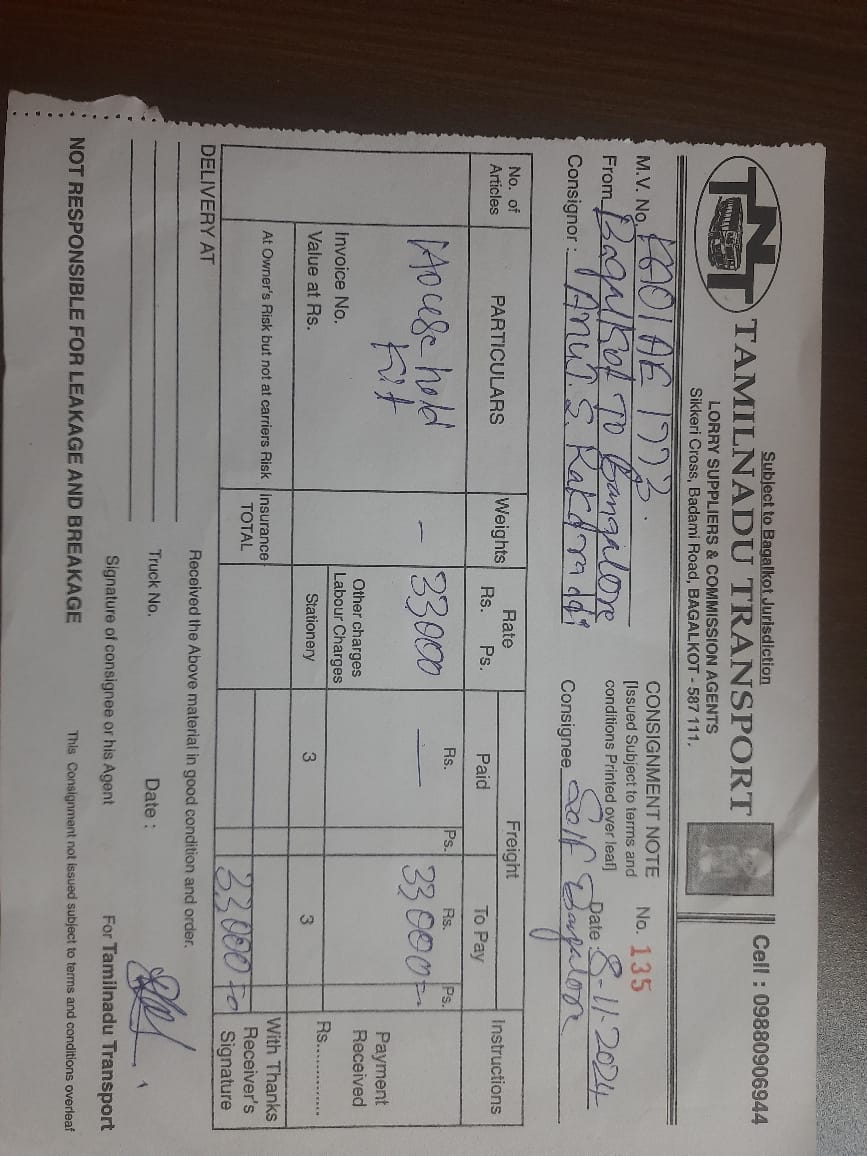 Subject to Bagalkot Jurisdiction
Cell : 09880906944
TNT
TAMILNADU TRANSPORT
LORRY SUPPLIERS & COMMISSION AGENTS
Sikkeri Cross, Badami Road, BAGALKOT - 587 111.
M.V. No. KA01AE 1773.
CONSIGNMENT NOTE No. 135
[Issued Subject to terms and
conditions Printed over leaf]
From Bagalkot To Bangalore
Date : 8-11-2024
Consignor : Arut. S.
Consignee Self Bangalore
No. of Articles
PARTICULARS
Weights
Rate
Rs. Ps.
Freight
Paid
Rs. Ps.
To Pay
Rs. Ps.
Instructions
House hold
Kit
-
33000
—
33000=
Invoice No.
Value at Rs.
Other charges
Labour Charges
Stationery
3
3
Payment
Received
Rs..............
At Owner's Risk but not at carriers Risk
Insurance
TOTAL
33000=00
With Thanks
Receiver's
Signature
DELIVERY AT
Received the Above material in good condition and order.
Truck No.
Date :
Signature of consignee or his Agent
For Tamilnadu Transport
NOT RESPONSIBLE FOR LEAKAGE AND BREAKAGE
This Consignment not issued subject to terms and conditions overleaf